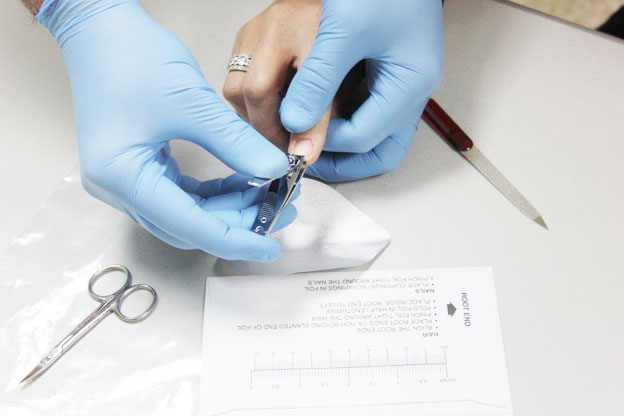 ROOT END
HAIR
• ALIGN THE ROOT ENDS
• PLACE ROOT ENDS 1/4 INCH BEYOND SLANTED END OF FOIL
• PINCH FOIL TIGHT AROUND THE HAIR
• FOLD FOIL IN HALF LENGTHWISE
• PLACE INSIDE, ROOT END TO LEFT
NAILS
• PLACE CLIPPINGS / SCRAPINGS IN FOIL
• PINCH FOIL TIGHT AROUND THE NAILS